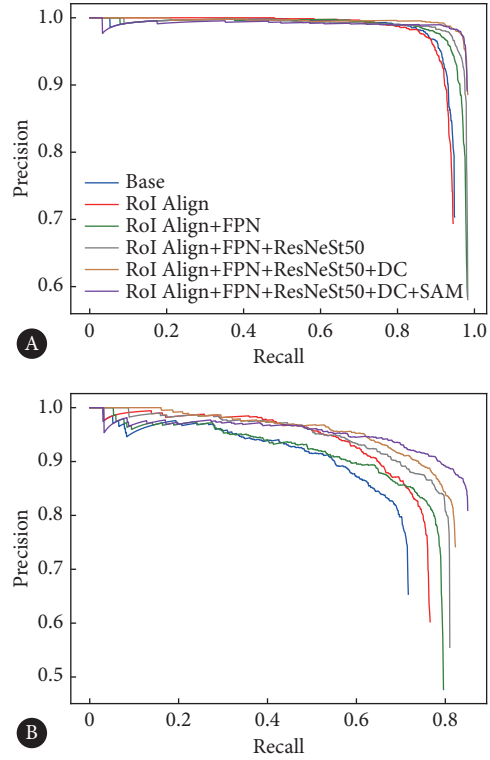 1.0
0.9
0.8
0.7
0.6
Precision
Base
RoI Align
RoI Align+FPN
RoI Align+FPN+ResNeSt50
RoI Align+FPN+ResNeSt50+DC
RoI Align+FPN+ResNeSt50+DC+SAM
0 0.2 0.4 0.6 0.8 1.0
Recall
A
1.0
0.9
0.8
0.7
0.6
0.5
Precision
0 0.2 0.4 0.6 0.8
Recall
B